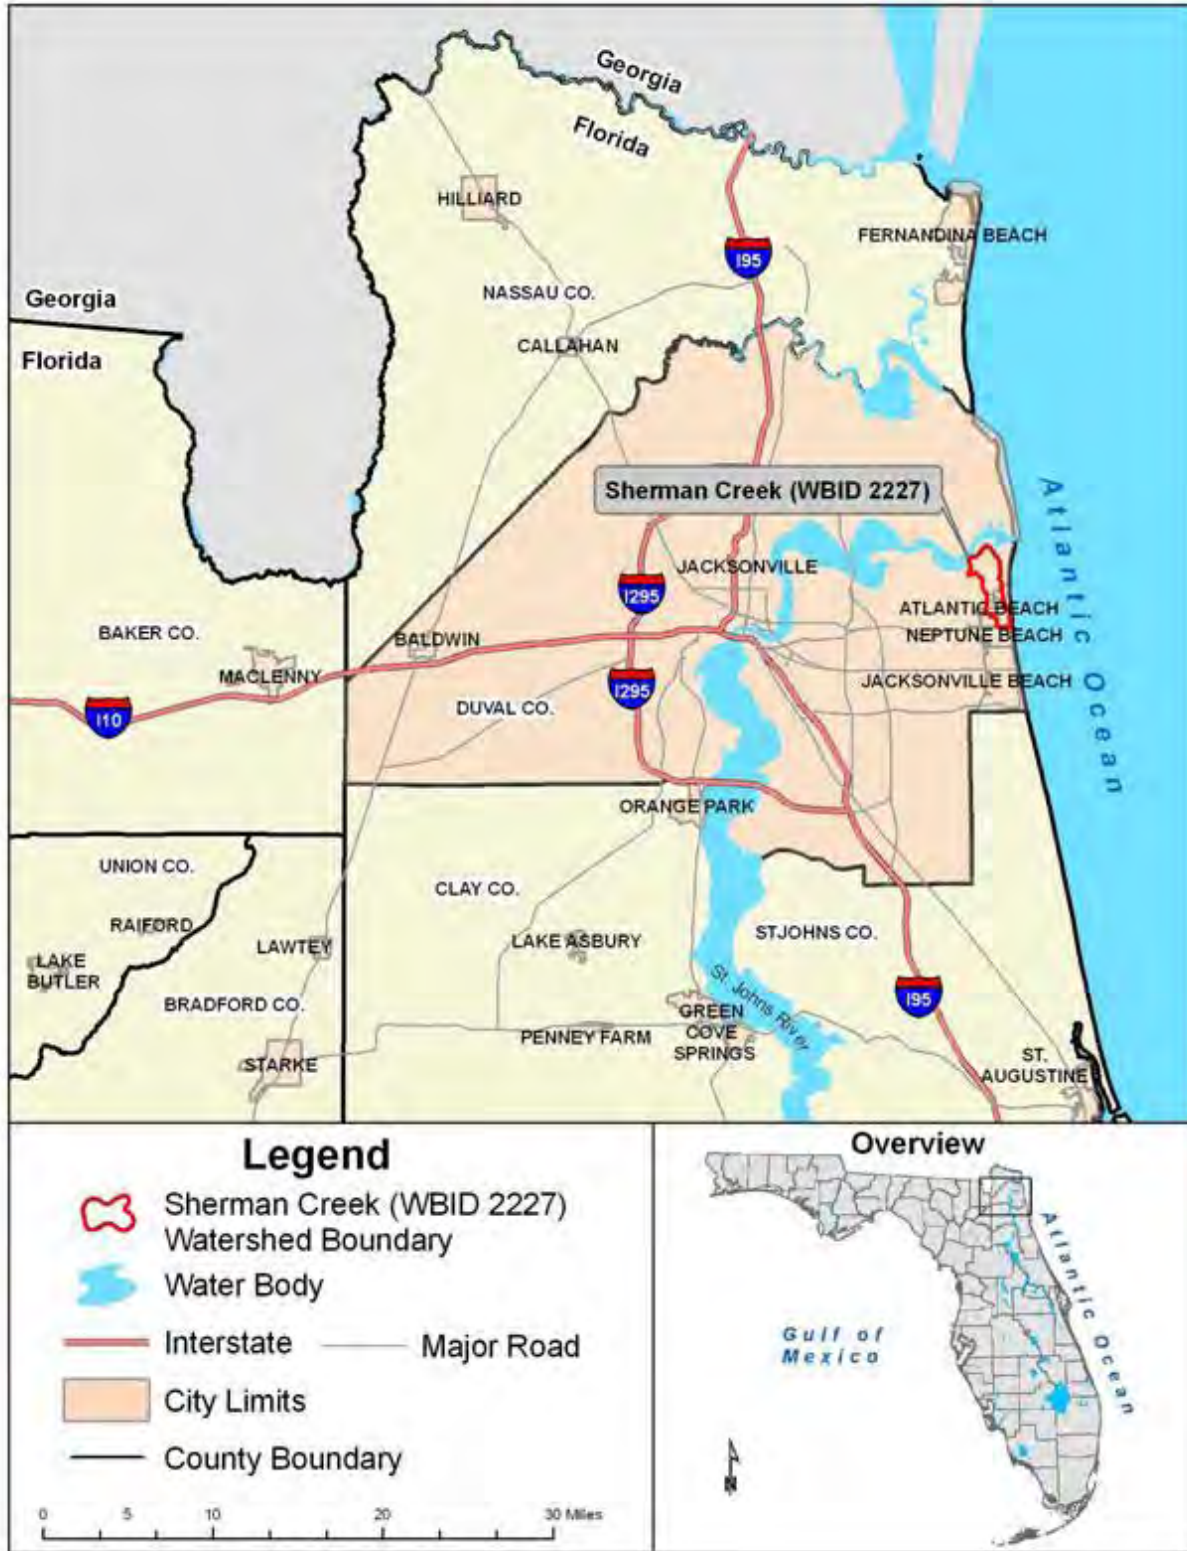 Georgia
Florida
HILLIARD
FERNANDINA BEACH
I95
NASSAU CO.
Georgia
CALLAHAN
Florida
Sherman Creek (WBID 2227)
Atlantic Ocean
JACKSONVILLE
I295
ATLANTIC BEACH
BAKER CO.
BALDWIN
NEPTUNE BEACH
MACLENNY
JACKSONVILLE BEACH
I295
DUVAL CO.
I10
ORANGE PARK
UNION CO.
CLAY CO.
RAIFORD
STJOHNS CO.
LAWTEY
LAKE ASBURY
LAKE
BUTLER
St. Johns River
I95
BRADFORD CO.
GREEN
COVE
SPRINGS
PENNEY FARM
STARKE
ST.
AUGUSTINE
Legend
Sherman Creek (WBID 2227)
Watershed Boundary
Water Body
Interstate
Major Road
City Limits
County Boundary
0 5 10 20 30 Miles
Overview
Atlantic Ocean
Gulf of
Mexico
N